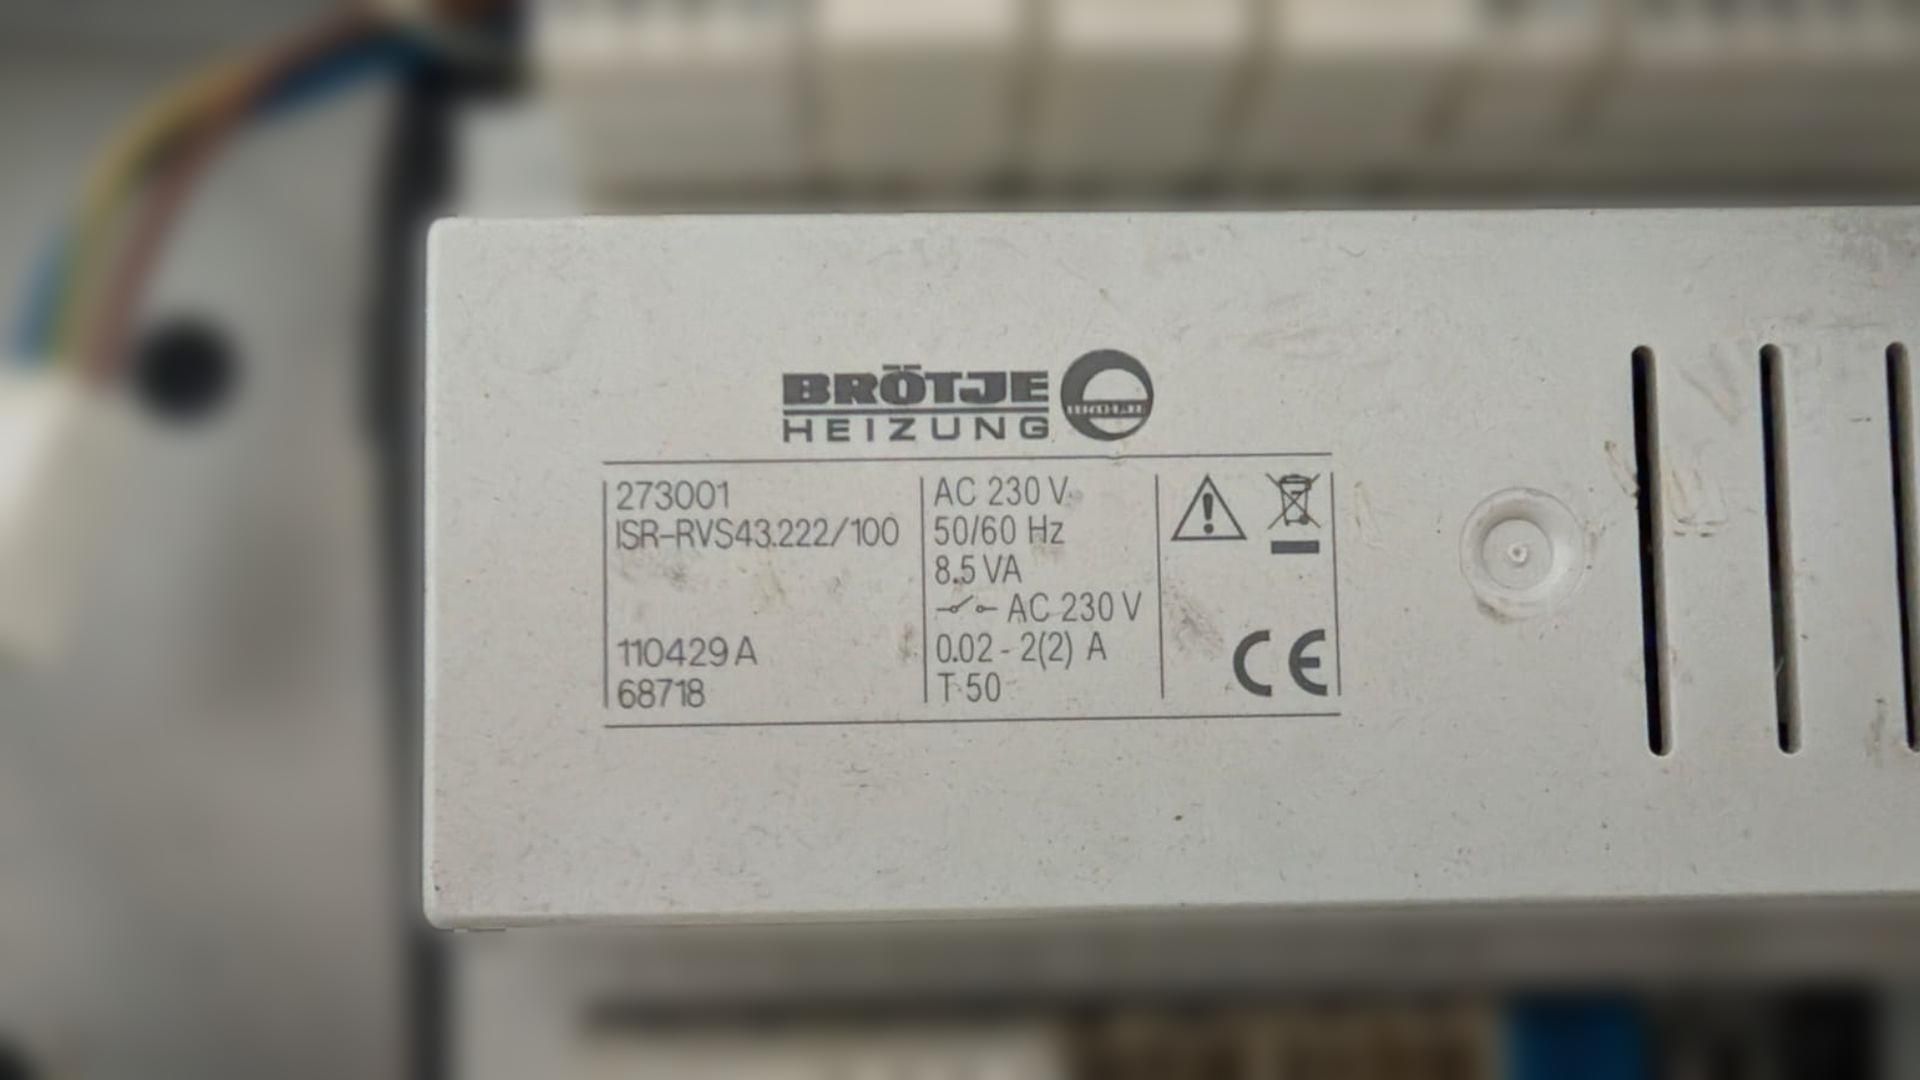 BRÖTJE
HEIZUNG
273001
ISR-RVS43.222/100
110429 A
68718
AC 230 V
50/60 Hz
8.5 VA
AC 230 V
0.02 - 2(2) A
T 50
CE